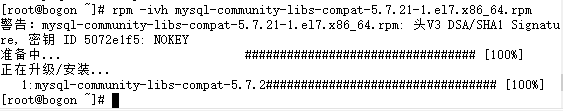 [root@bogon ~]# rpm -ivh mysql-community-libs-compat-5.7.21-1.el7.x86_64.rpm
警告：mysql-community-libs-compat-5.7.21-1.el7.x86_64.rpm: 头V3 DSA/SHA1 Signatu
re, 密钥 ID 5072e1f5: NOKEY
准备中... ################################# [100%]
正在升级/安装...
1:mysql-community-libs-compat-5.7.2################################# [100%]
[root@bogon ~]#